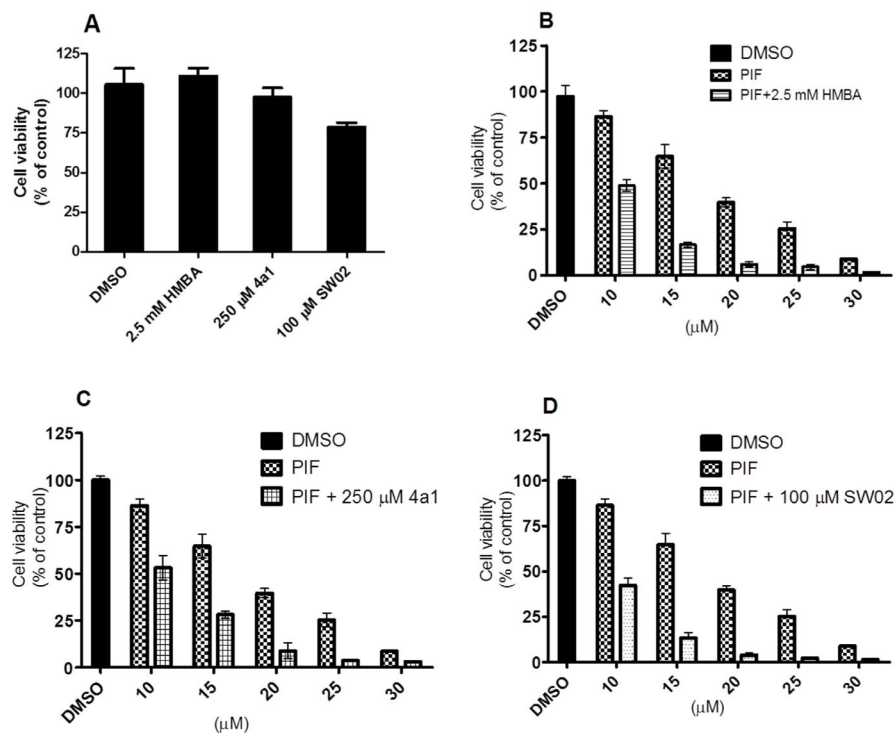 A
Cell viability
(% of control)
125
100
75
50
25
0
DMSO
2.5 mM HMBA
250 µM 4a1
100 µM SW02
B
Cell viability
(% of control)
125
100
75
50
25
0
DMSO
PIF
PIF+2.5 mM HMBA
DMSO
10
15
20
25
30
(µM)
C
Cell viability
(% of control)
125
100
75
50
25
0
DMSO
PIF
PIF + 250 µM 4a1
DMSO
10
15
20
25
30
(µM)
D
Cell viability
(% of control)
125
100
75
50
25
0
DMSO
PIF
PIF + 100 µM SW02
DMSO
10
15
20
25
30
(µM)